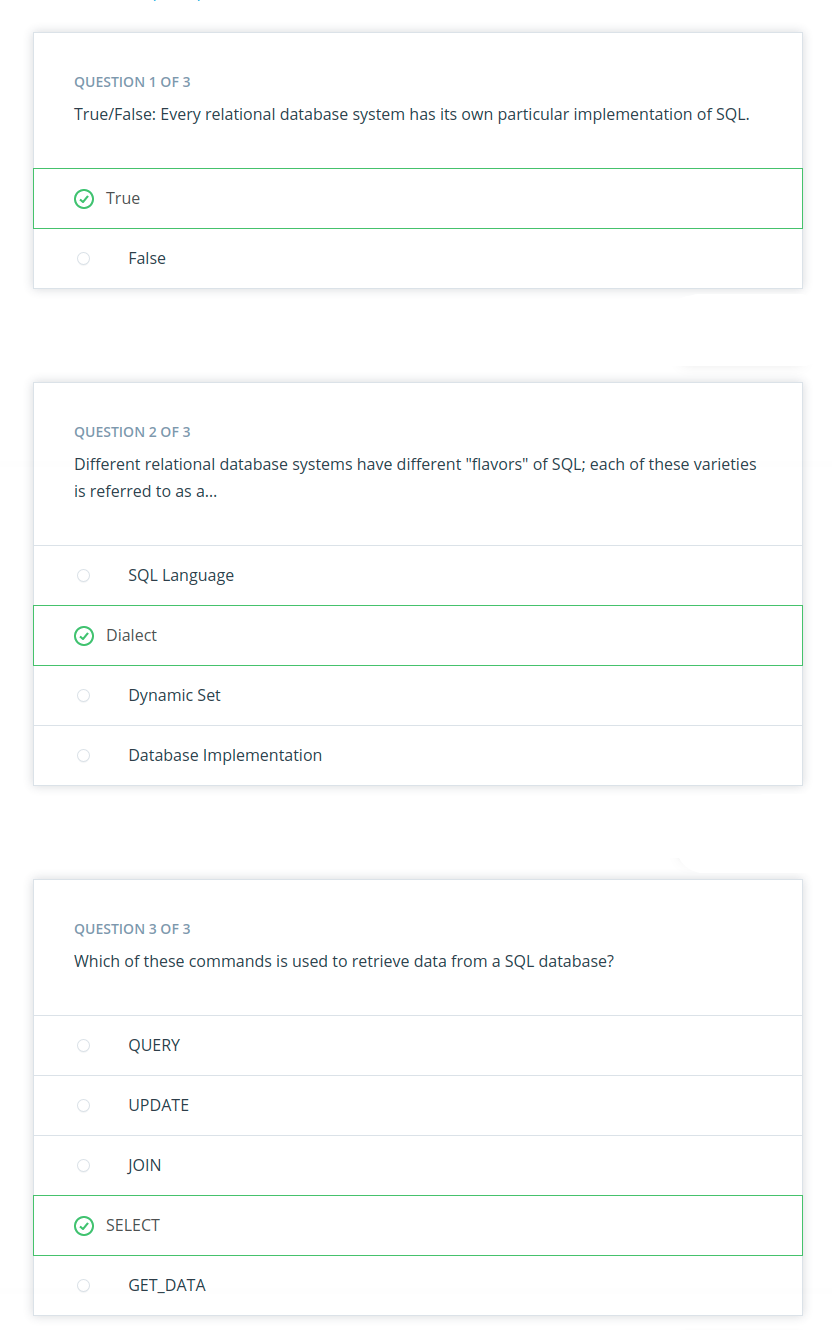 QUESTION 1 OF 3
True/False: Every relational database system has its own particular implementation of SQL.
True
False
QUESTION 2 OF 3
Different relational database systems have different "flavors" of SQL; each of these varieties
is referred to as a...
SQL Language
Dialect
Dynamic Set
Database Implementation
QUESTION 3 OF 3
Which of these commands is used to retrieve data from a SQL database?
QUERY
UPDATE
JOIN
SELECT
GET_DATA